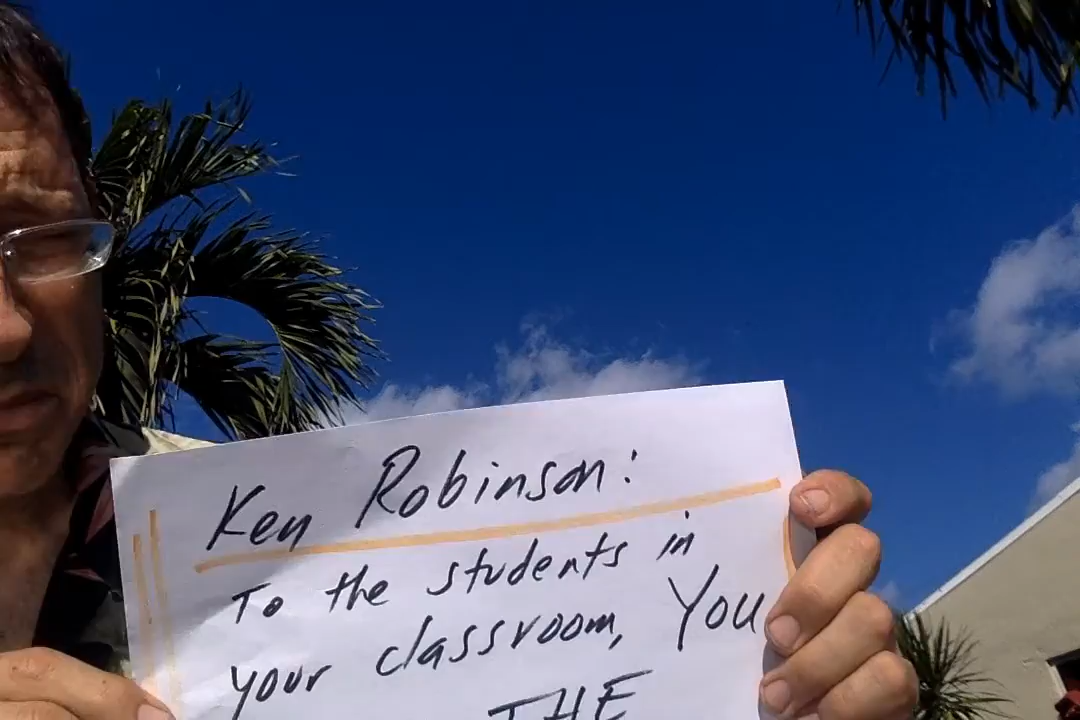 Ken Robinson:
To the students in
your classroom, You
THE